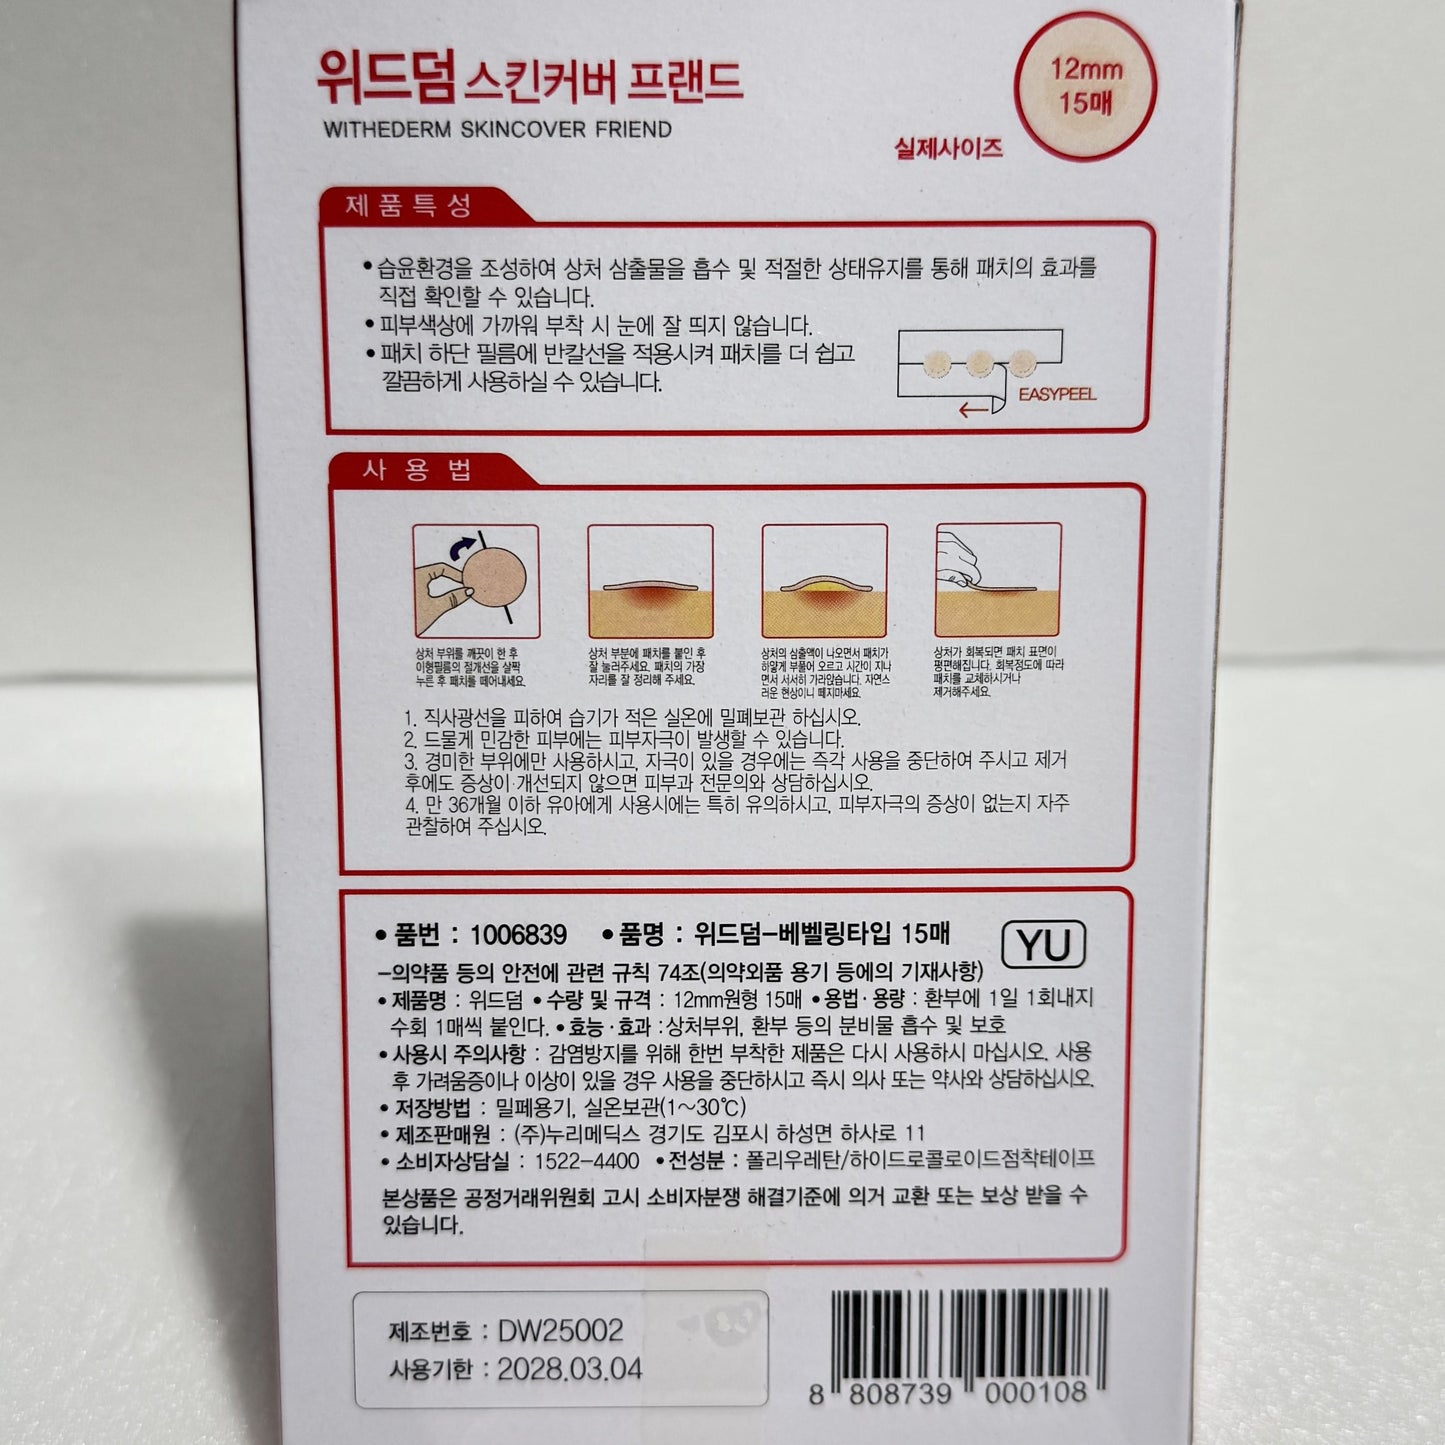 위드덤 스킨커버 프랜드
WITHEDERM SKINCOVER FRIEND
12mm
15매
실제사이즈
제품특성
•습윤환경을 조성하여 상처 삼출물을 흡수 및 적절한 상태유지를 통해 패치의 효과를
직접 확인할 수 있습니다.
•피부색상에 가까워 부착 시 눈에 잘 띄지 않습니다.
•패치 하단 필름에 반칼선을 적용시켜 패치를 더 쉽고
깔끔하게 사용하실 수 있습니다.
EASYPEEL
사용법
상처 부위를 깨끗이 한 후
이형필름의 절개선을 살짝
누른 후 패치를 떼어내세요.
상처 부분에 패치를 붙인 후
잘 눌러주세요. 패치의 가장
자리를 잘 정리해 주세요.
상처의 삼출액이 나오면서 패치가
하얗게 부풀어 오르고 시간이 지나
면서 서서히 가라앉습니다. 자연스
러운 현상이니 떼지마세요.
상처가 회복되면 패치 표면이
평편해집니다. 회복정도에 따라
패치를 교체하시거나
제거해주세요.
1. 직사광선을 피하여 습기가 적은 실온에 밀폐보관 하십시오.
2. 드물게 민감한 피부에는 피부자극이 발생할 수 있습니다.
3. 경미한 부위에만 사용하시고, 자극이 있을 경우에는 즉각 사용을 중단하여 주시고 제거
후에도 증상이 개선되지 않으면 피부과 전문의와 상담하십시오.
4. 만 36개월 이하 유아에게 사용시에는 특히 유의하시고, 피부자극의 증상이 없는지 자주
관찰하여 주십시오.
•품번 : 1006839 •품명 : 위드덤-베벨링타입 15매
YU
-의약품 등의 안전에 관련 규칙 74조(의약외품 용기 등에의 기재사항)
•제품명 : 위드덤 •수량 및 규격 : 12mm원형 15매 •용법·용량 : 환부에 1일 1회내지
수회 1매씩 붙인다. •효능·효과 :상처부위, 환부 등의 분비물 흡수 및 보호
•사용시 주의사항 : 감염방지를 위해 한번 부착한 제품은 다시 사용하시 마십시오. 사용
후 가려움증이나 이상이 있을 경우 사용을 중단하시고 즉시 의사 또는 약사와 상담하십시오.
•저장방법 : 밀폐용기, 실온보관(1~30℃)
•제조판매원 : (주)누리메딕스 경기도 김포시 하성면 하사로 11
•소비자상담실 : 1522-4400 •전성분 : 폴리우레탄/하이드로콜로이드점착테이프
본상품은 공정거래위원회 고시 소비자분쟁 해결기준에 의거 교환 또는 보상 받을 수
있습니다.
제조번호 : DW25002
사용기한 : 2028.03.04
8 808739 000108